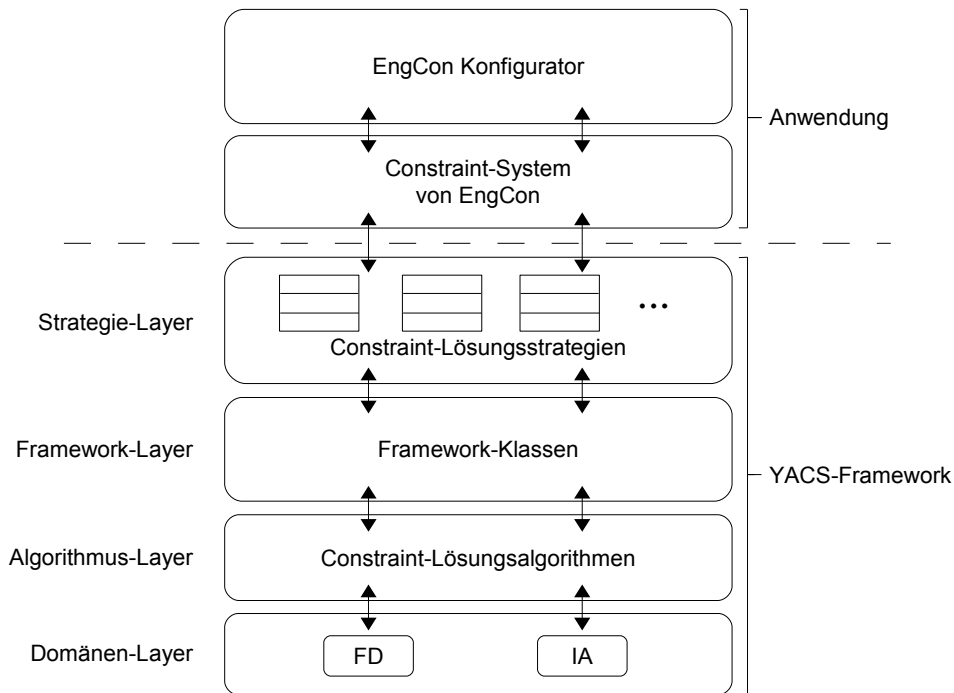 EngCon Konfigurator
Anwendung
Constraint-System
von EngCon
Strategie-Layer
...
Constraint-Lösungsstrategien
Framework-Layer
Framework-Klassen
YACS-Framework
Algorithmus-Layer
Constraint-Lösungsalgorithmen
Domänen-Layer
FD
IA